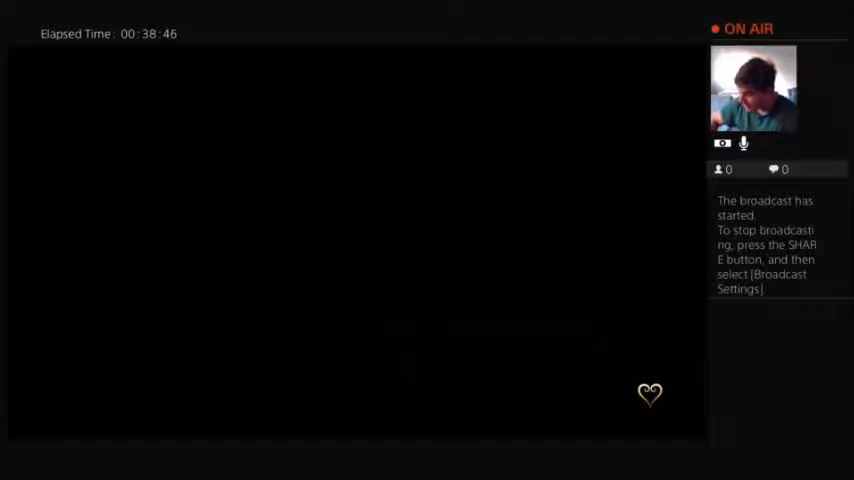 Elapsed Time: 00:38:46
ON AIR
0 0
The broadcast has
started.
To stop broadcasti
ng, press the SHAR
E button, and then
select [Broadcast
Settings].